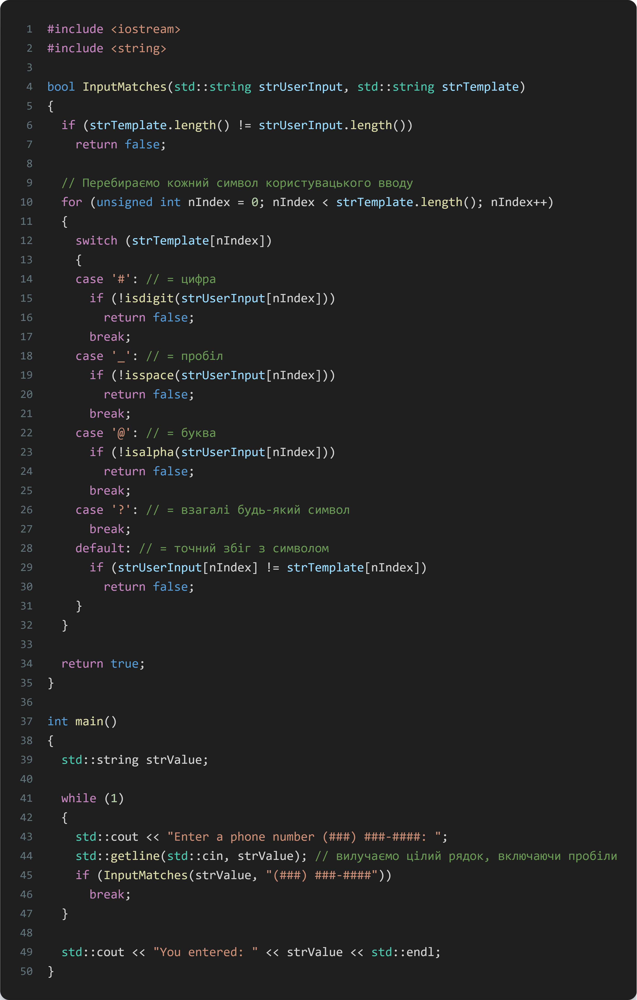 1 #include <iostream>
2 #include <string>
3
4 bool InputMatches(std::string strUserInput, std::string strTemplate)
5 {
6   if (strTemplate.length() != strUserInput.length())
7     return false;
8
9   // Перебираємо кожний символ користувацького вводу
10   for (unsigned int nIndex = 0; nIndex < strTemplate.length(); nIndex++)
11   {
12     switch (strTemplate[nIndex])
13     {
14     case '#': // = цифра
15       if (!isdigit(strUserInput[nIndex]))
16         return false;
17       break;
18     case '_': // = пробіл
19       if (!isspace(strUserInput[nIndex]))
20         return false;
21       break;
22     case '@': // = буква
23       if (!isalpha(strUserInput[nIndex]))
24         return false;
25       break;
26     case '?': // = взагалі будь-який символ
27       break;
28     default: // = точний збіг з символом
29       if (strUserInput[nIndex] != strTemplate[nIndex])
30         return false;
31     }
32   }
33
34   return true;
35 }
36
37 int main()
38 {
39   std::string strValue;
40
41   while (1)
42   {
43     std::cout << "Enter a phone number (###) ###-####: ";
44     std::getline(std::cin, strValue); // вилучаємо цілий рядок, включаючи пробіли
45     if (InputMatches(strValue, "(###) ###-####"))
46       break;
47   }
48
49   std::cout << "You entered: " << strValue << std::endl;
50 }